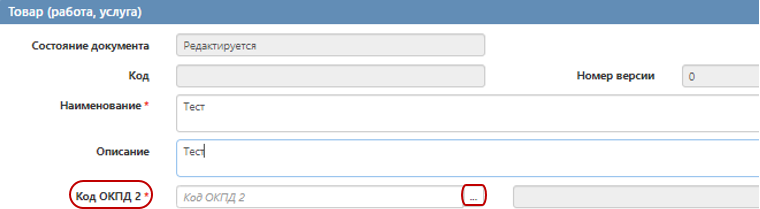 Товар (работа, услуга)
Состояние документа Редактируется
Код Номер версии 0
Наименование * Тест
Описание Тест
Код ОКПД 2 * Код ОКПД 2 ...